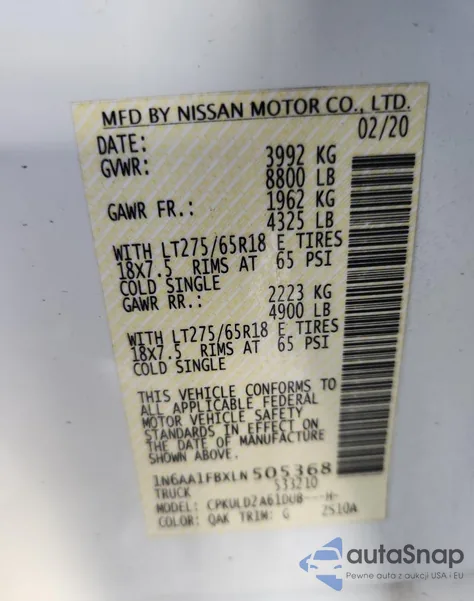 MFD BY NISSAN MOTOR CO., LTD.
DATE: 02/20
GVWR: 3992 KG
8800 LB
GAWR FR.: 1962 KG
4325 LB
WITH LT275/65R18 E TIRES
18X7.5 RIMS AT 65 PSI
COLD SINGLE
GAWR RR.: 2223 KG
4900 LB
WITH LT275/65R18 E TIRES
18X7.5 RIMS AT 65 PSI
COLD SINGLE
THIS VEHICLE CONFORMS TO
ALL APPLICABLE FEDERAL
MOTOR VEHICLE SAFETY
STANDARDS IN EFFECT ON
THE DATE OF MANUFACTURE
SHOWN ABOVE.
1N6AA1FBXLN505368
TRUCK 533210
MODEL: CPKULD2A61DUB---H-
COLOR: QAK TRIM: G 2S10A
autaSnap
Pewne auta z aukcji USA i EU